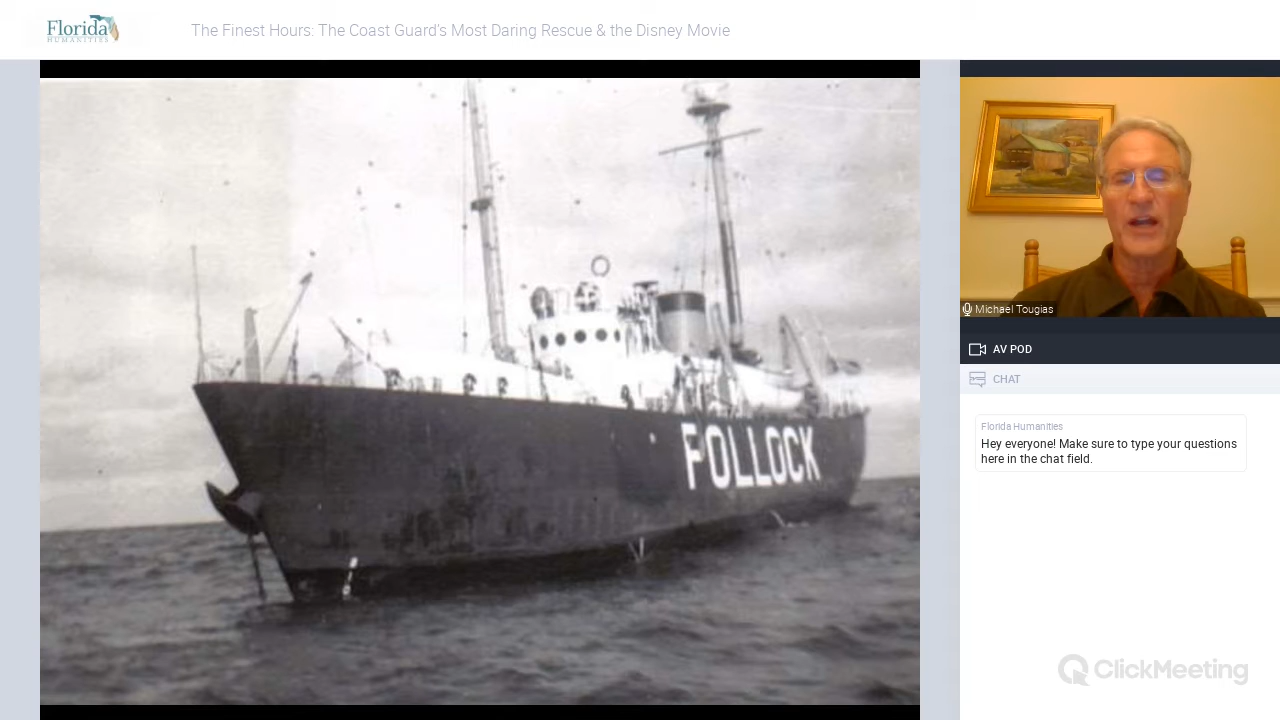 Florida
HUMANITIES
The Finest Hours: The Coast Guard's Most Daring Rescue & the Disney Movie
POLLOCK
Michael Tougias
AV POD
CHAT
Florida Humanities
Hey everyone! Make sure to type your questions
here in the chat field.
ClickMeeting